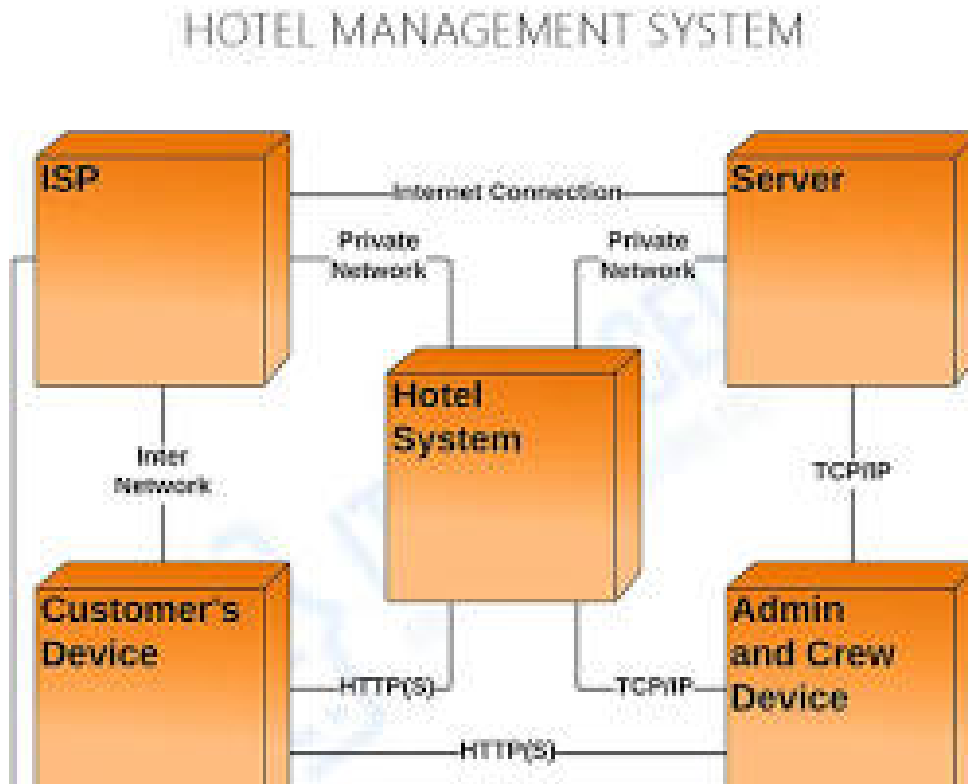 HOTEL MANAGEMENT SYSTEM
ISP
Internet Connection
Server
Private
Network
Private
Network
Hotel
System
Inter
Network
TCP/IP
Customer's
Device
Admin
and Crew
Device
HTTP(S)
TCP/IP
HTTP(S)